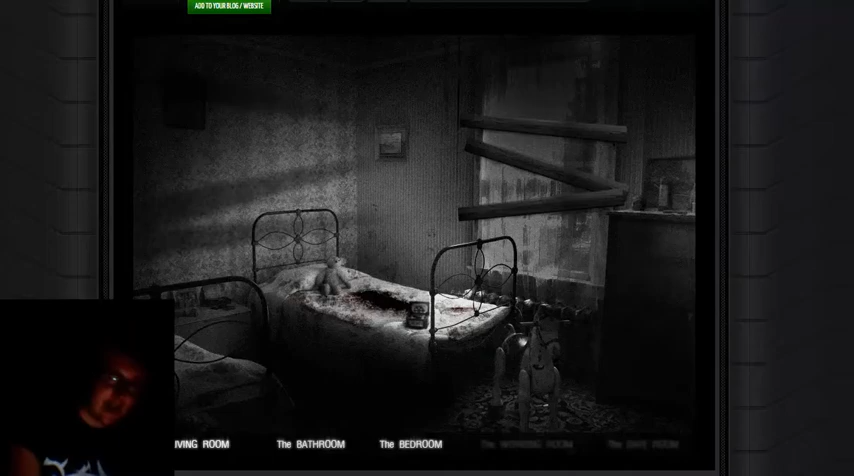 ADD TO YOUR BLOG / WEBSITE
IVING ROOM The BATHROOM The BEDROOM